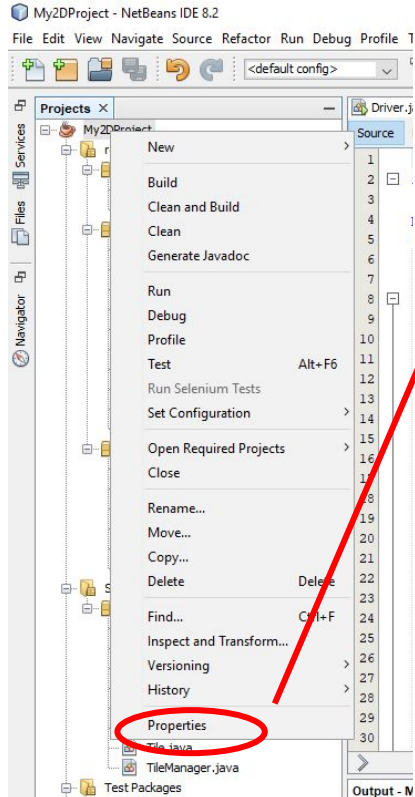 My2DProject - NetBeans IDE 8.2
File Edit View Navigate Source Refactor Run Debug Profile
<default config>
Projects
Driver.j
My2DProject
Source
Services
Files
Navigator
New
Build
Clean and Build
Clean
Generate Javadoc
Run
Debug
Profile
Test Alt+F6
Run Selenium Tests
Set Configuration
Open Required Projects
Close
Rename...
Move...
Copy...
Delete Delete
Find... Ctrl+F
Inspect and Transform...
Versioning
History
Properties
Tile.java
TileManager.java
Test Packages
1
2
3
4
5
6
7
8
9
10
11
12
13
14
15
16
17
18
19
20
21
22
23
24
25
26
27
28
29
30
Output - M